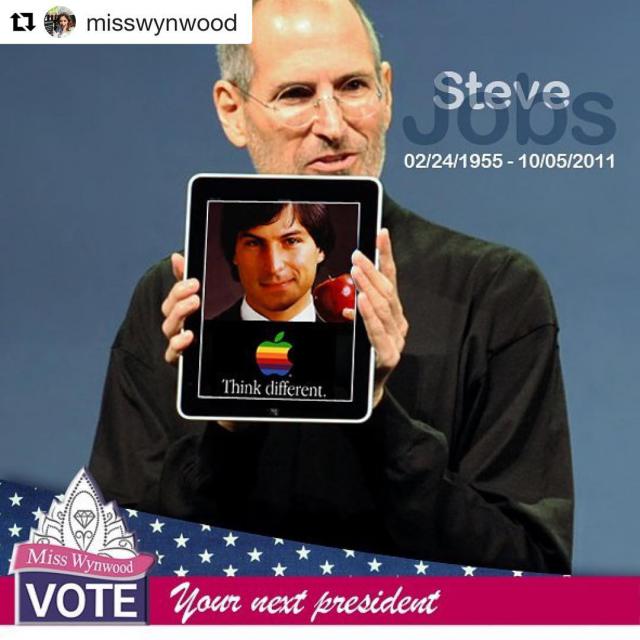 misswynwood
Steve
Jobs
02/24/1955 - 10/05/2011
Think different.
Miss Wynwood
VOTE
Your next president